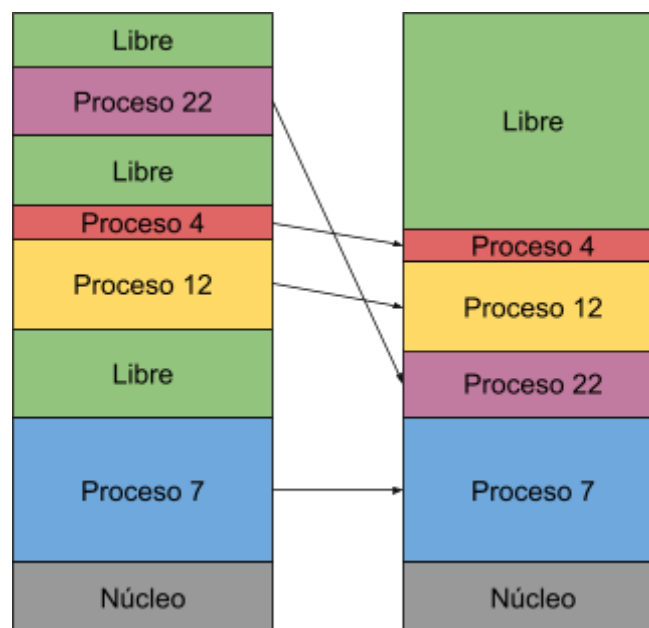 Libre
Proceso 22
Libre
Proceso 4
Proceso 12
Libre
Proceso 7
Núcleo
Libre
Proceso 4
Proceso 12
Proceso 22
Proceso 7
Núcleo